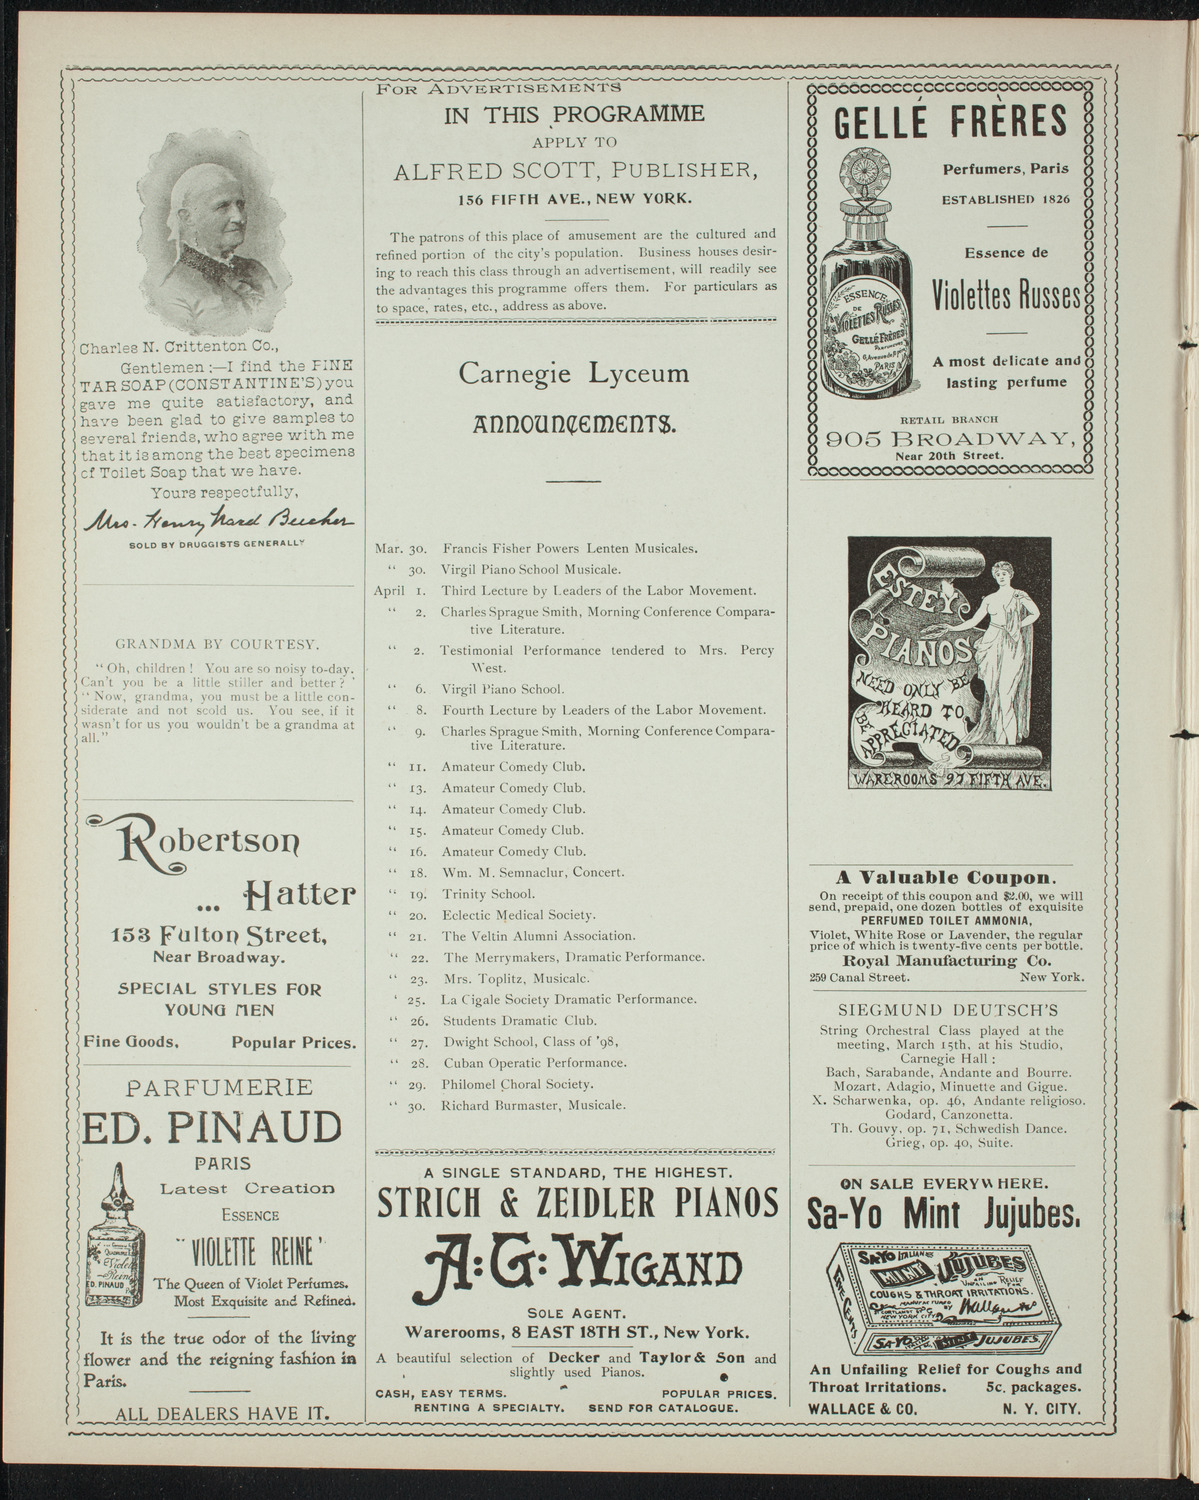 Charles N. Crittenton Co.,
Gentlemen :—I find the FINE
TAR SOAP (CONSTANTINE'S) you
gave me quite satisfactory, and
have been glad to give samples to
several friends, who agree with me
that it is among the best specimens
of Toilet Soap that we have.
Yours respectfully,
Mrs. Henry Ward Beecher
SOLD BY DRUGGISTS GENERALLY
GRANDMA BY COURTESY.
"Oh, children ! You are so noisy to-day.
Can't you be a little stiller and better ?"
"Now, grandma, you must be a little con-
siderate and not scold us. You see, if it
wasn't for us you wouldn't be a grandma at
all."
Robertson
... Hatter
153 Fulton Street,
Near Broadway.
SPECIAL STYLES FOR
YOUNG MEN
Fine Goods. Popular Prices.
PARFUMERIE
ED. PINAUD
PARIS
Latest Creation
ESSENCE
"VIOLETTE REINE"
The Queen of Violet Perfumes.
Most Exquisite and Refined.
It is the true odor of the living
flower and the reigning fashion in
Paris.
ALL DEALERS HAVE IT.
FOR ADVERTISEMENTS
IN THIS PROGRAMME
APPLY TO
ALFRED SCOTT, PUBLISHER,
156 FIFTH AVE., NEW YORK.
The patrons of this place of amusement are the cultured and
refined portion of the city's population. Business houses desir-
ing to reach this class through an advertisement, will readily see
the advantages this programme offers them. For particulars as
to space, rates, etc., address as above.
Carnegie Lyceum
ANNOUNCEMENTS.
Mar. 30. Francis Fisher Powers Lenten Musicales.
" 30. Virgil Piano School Musicale.
April 1. Third Lecture by Leaders of the Labor Movement.
" 2. Charles Sprague Smith, Morning Conference Compara-
tive Literature.
" 2. Testimonial Performance tendered to Mrs. Percy
West.
" 6. Virgil Piano School.
" 8. Fourth Lecture by Leaders of the Labor Movement.
" 9. Charles Sprague Smith, Morning Conference Compara-
tive Literature.
" 11. Amateur Comedy Club.
" 13. Amateur Comedy Club.
" 14. Amateur Comedy Club.
" 15. Amateur Comedy Club.
" 16. Amateur Comedy Club.
" 18. Wm. M. Semnaclur, Concert.
" 19. Trinity School.
" 20. Eclectic Medical Society.
" 21. The Veltin Alumni Association.
" 22. The Merrymakers, Dramatic Performance.
" 23. Mrs. Toplitz, Musicale.
" 25. La Cigale Society Dramatic Performance.
" 26. Students Dramatic Club.
" 27. Dwight School, Class of '98,
" 28. Cuban Operatic Performance.
" 29. Philomel Choral Society.
" 30. Richard Burmaster, Musicale.
A SINGLE STANDARD, THE HIGHEST.
STRICH & ZEIDLER PIANOS
A:G:WIGAND
SOLE AGENT.
Warerooms, 8 EAST 18TH ST., New York.
A beautiful selection of Decker and Taylor & Son and
slightly used Pianos.
CASH, EASY TERMS. POPULAR PRICES.
RENTING A SPECIALTY. SEND FOR CATALOGUE.
GELLÉ FRÈRES
Perfumers, Paris
ESTABLISHED 1826
Essence de
Violettes Russes
A most delicate and
lasting perfume
ESSENCE
DE
VIOLETTES RUSSES
GELLÉ FRÈRES
PARIS
RETAIL BRANCH
905 BROADWAY,
Near 20th Street.
ESTEY
PIANOS
NEED ONLY BE
HEARD TO
BE APPRECIATED
WAREROOMS 97 FIFTH AVE.
A Valuable Coupon.
On receipt of this coupon and $2.00, we will
send, prepaid, one dozen bottles of exquisite
PERFUMED TOILET AMMONIA,
Violet, White Rose or Lavender, the regular
price of which is twenty-five cents per bottle.
Royal Manufacturing Co.
259 Canal Street. New York.
SIEGMUND DEUTSCH'S
String Orchestral Class played at the
meeting, March 15th, at his Studio,
Carnegie Hall :
Bach, Sarabande, Andante and Bourre.
Mozart, Adagio, Minuette and Gigue.
X. Scharwenka, op. 46, Andante religioso.
Godard, Canzonetta.
Th. Gouvy, op. 71, Schwedish Dance.
Grieg, op. 40, Suite.
ON SALE EVERYWHERE.
Sa-Yo Mint Jujubes.
SA-YO
MINT JUJUBES
AN UNFAILING RELIEF FOR
COUGHS & THROAT IRRITATIONS.
MANUFACTURED BY
NEW YORK CITY
FIVE CENTS
SA-YO MINT JUJUBES.
An Unfailing Relief for Coughs and
Throat Irritations. 5c. packages.
WALLACE & CO. N. Y. CITY.